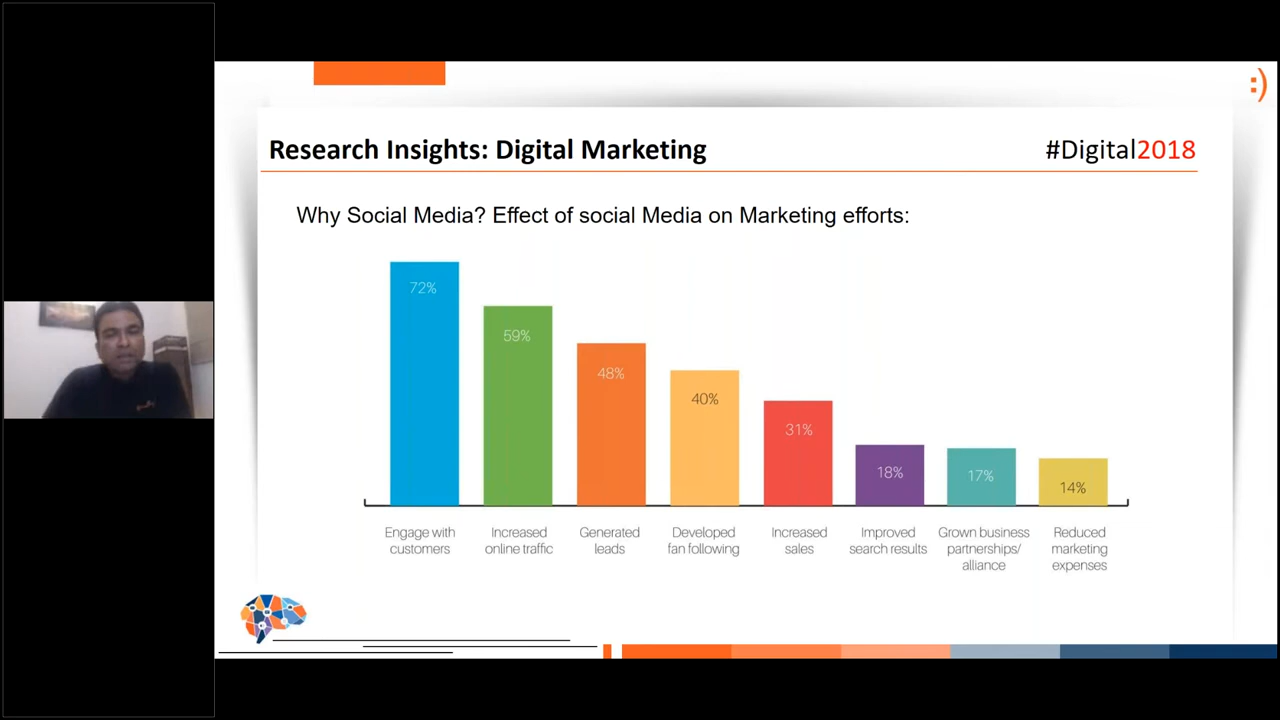 :)
Research Insights: Digital Marketing
#Digital2018
Why Social Media? Effect of social Media on Marketing efforts:
72%
59%
48%
40%
31%
18%
17%
14%
Engage with
customers
Increased
online traffic
Generated
leads
Developed
fan following
Increased
sales
Improved
search results
Grown business
partnerships/
alliance
Reduced
marketing
expenses